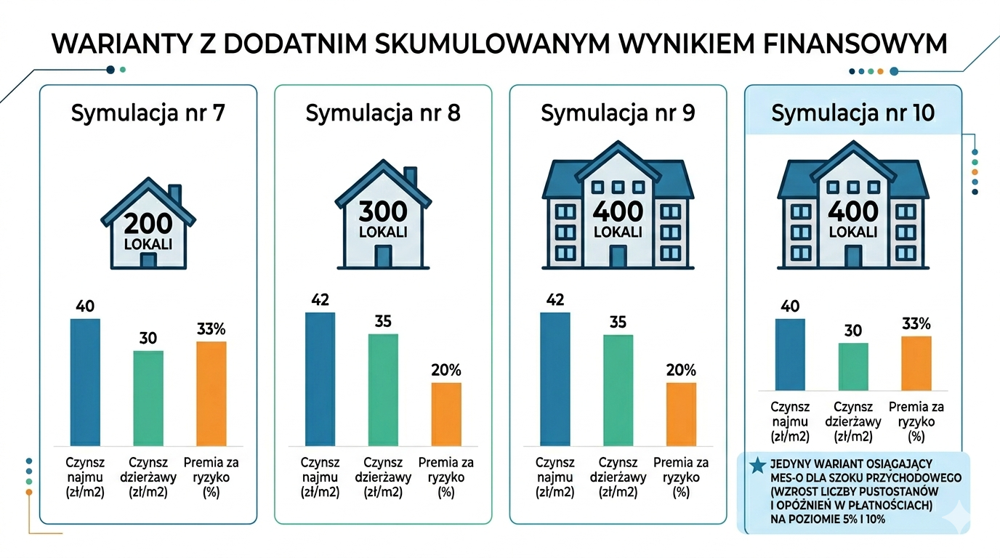 WARIANTY Z DODATNIM SKUMULOWANYM WYNIKIEM FINANSOWYM
Symulacja nr 7
200
LOKALI
40
30
33%
Czynsz
najmu
(zł/m2)
Czynsz
dzierżawy
(zł/m2)
Premia za
ryzyko
(%)
Symulacja nr 8
300
LOKALI
42
35
20%
Czynsz
najmu
(zł/m2)
Czynsz
dzierżawy
(zł/m2)
Premia za
ryzyko
(%)
Symulacja nr 9
400
LOKALI
42
35
20%
Czynsz
najmu
(zł/m2)
Czynsz
dzierżawy
(zł/m2)
Premia za
ryzyko
(%)
Symulacja nr 10
400
LOKALI
40
30
33%
Czynsz
najmu
(zł/m2)
Czynsz
dzierżawy
(zł/m2)
Premia za
ryzyko
(%)
JEDYNY WARIANT OSIĄGAJĄCY
MES-O DLA SZOKU PRZYCHODOWEGO
(WZROST LICZBY PUSTOSTANÓW
I OPÓŹNIEŃ W PŁATNOŚCIACH)
NA POZIOMIE 5% I 10%